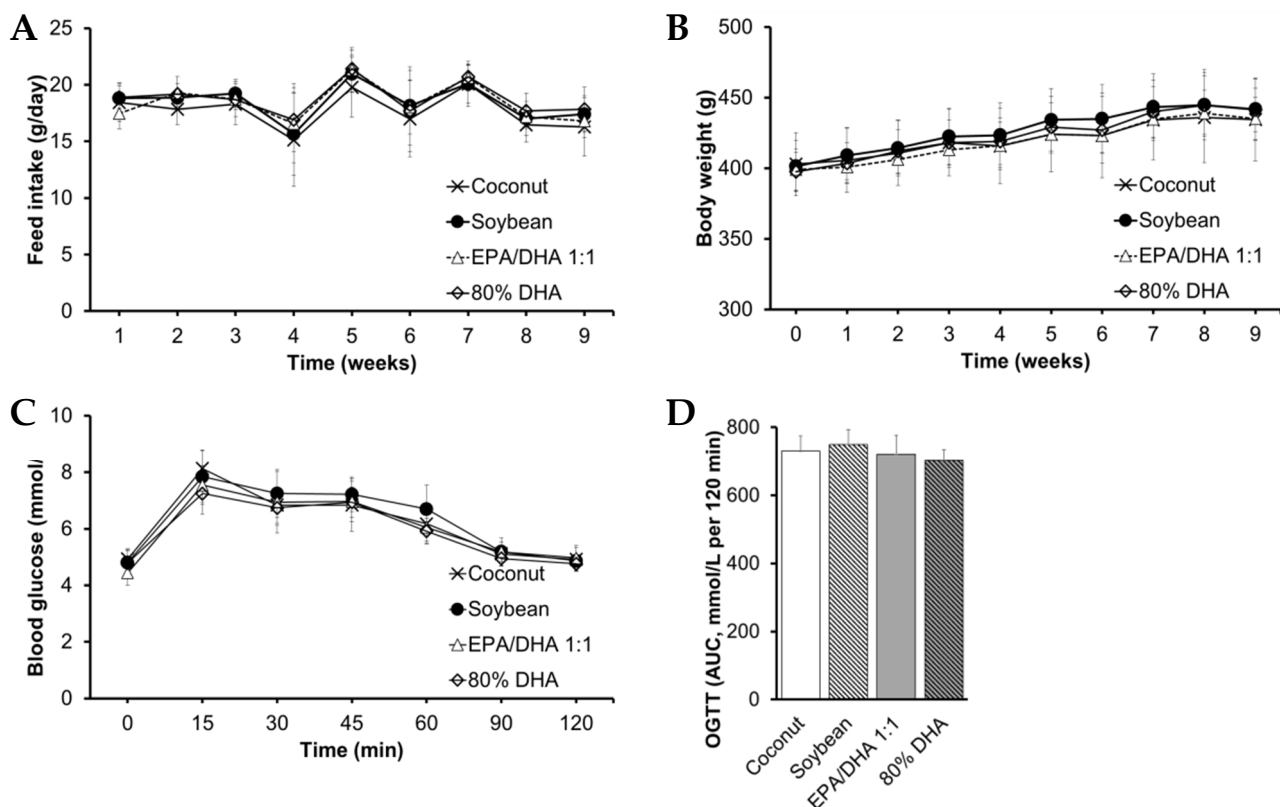 A
Feed intake (g/day)
25
20
15
10
5
0
Coconut
Soybean
EPA/DHA 1:1
80% DHA
1 2 3 4 5 6 7 8 9
Time (weeks)
B
Body weight (g)
500
450
400
350
300
Coconut
Soybean
EPA/DHA 1:1
80% DHA
0 1 2 3 4 5 6 7 8 9
Time (weeks)
C
Blood glucose (mmol/
10
8
6
4
2
0
Coconut
Soybean
EPA/DHA 1:1
80% DHA
0 15 30 45 60 90 120
Time (min)
D
OGTT (AUC, mmol/L per 120 min)
800
600
400
200
0
Coconut
Soybean
EPA/DHA 1:1
80% DHA